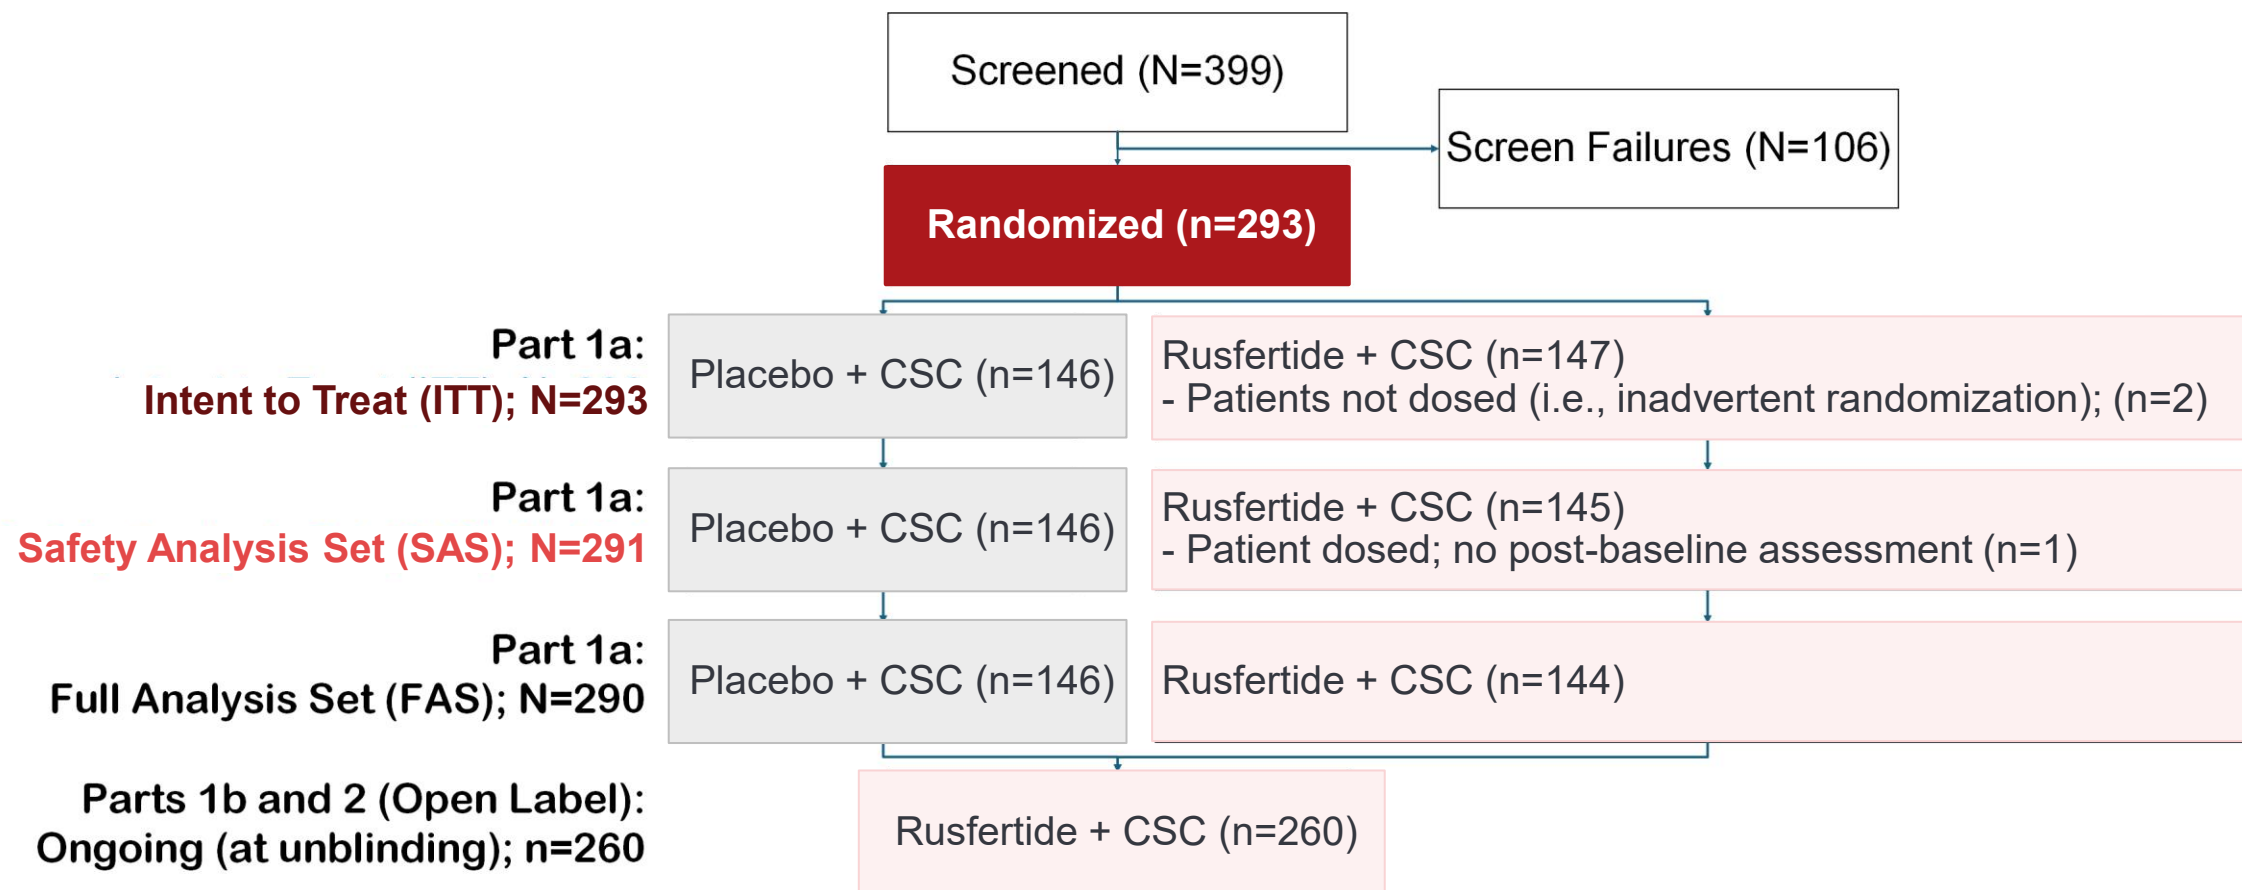 Screened (N=399)
Screen Failures (N=106)
Randomized (n=293)
Part 1a:
Intent to Treat (ITT); N=293
Placebo + CSC (n=146)
Rusfertide + CSC (n=147)
- Patients not dosed (i.e., inadvertent randomization); (n=2)
Part 1a:
Safety Analysis Set (SAS); N=291
Placebo + CSC (n=146)
Rusfertide + CSC (n=145)
- Patient dosed; no post-baseline assessment (n=1)
Part 1a:
Full Analysis Set (FAS); N=290
Placebo + CSC (n=146)
Rusfertide + CSC (n=144)
Parts 1b and 2 (Open Label):
Ongoing (at unblinding); n=260
Rusfertide + CSC (n=260)